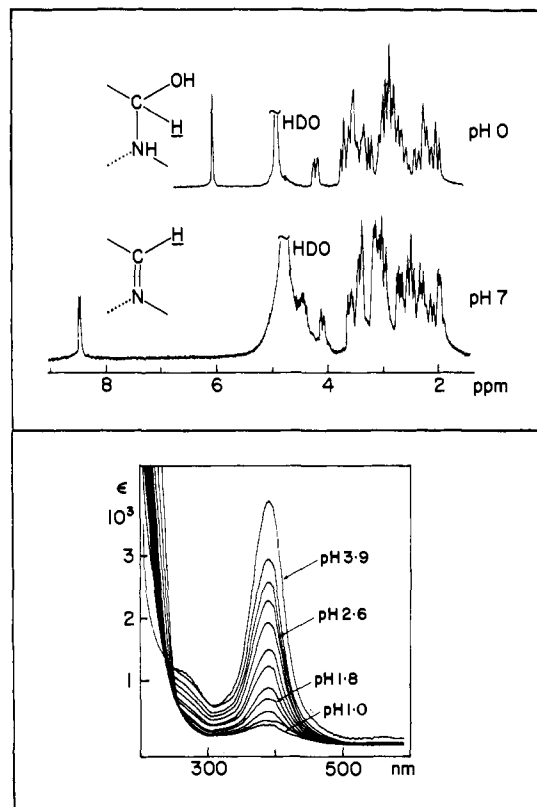 OH
C
H
NH
HDO
pH 0
C
H
N
HDO
pH 7
8 6 4 2 ppm
ϵ
10³
3
2
1
pH 3·9
pH 2·6
pH 1·8
pH 1·0
300 500 nm